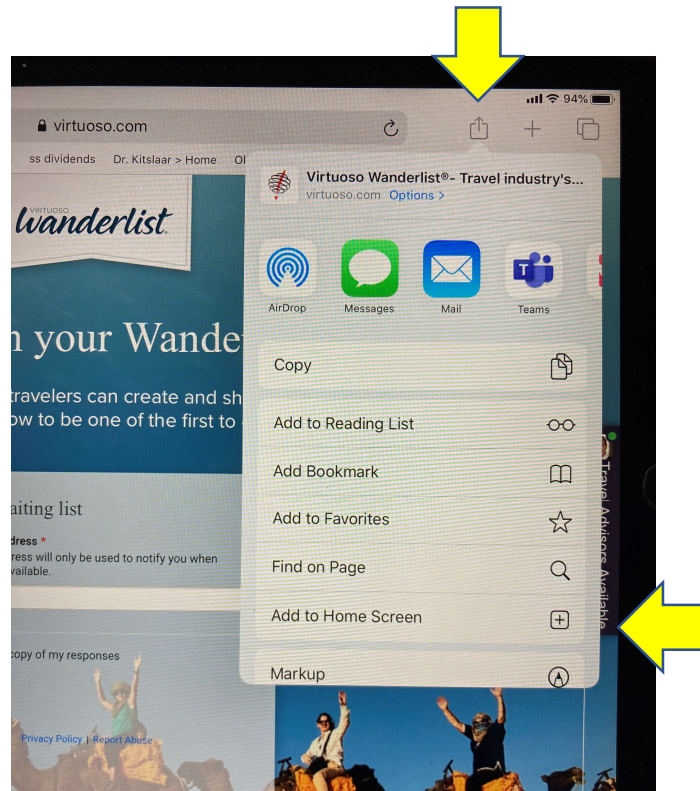 94%
virtuoso.com
ss dividends Dr. Kitslaar > Home
Virtuoso Wanderlist®- Travel industry's...
virtuoso.com Options >
VIRTUOSO
wanderlist
AirDrop Messages Mail Teams
your Wande
travelers can create and sh
ow to be one of the first to
Copy
Add to Reading List
Add Bookmark
Add to Favorites
Find on Page
Add to Home Screen
Markup
Travel Advisors Available
aiting list
dress *
ress will only be used to notify you when
vailable.
copy of my responses
Privacy Policy | Report Abuse